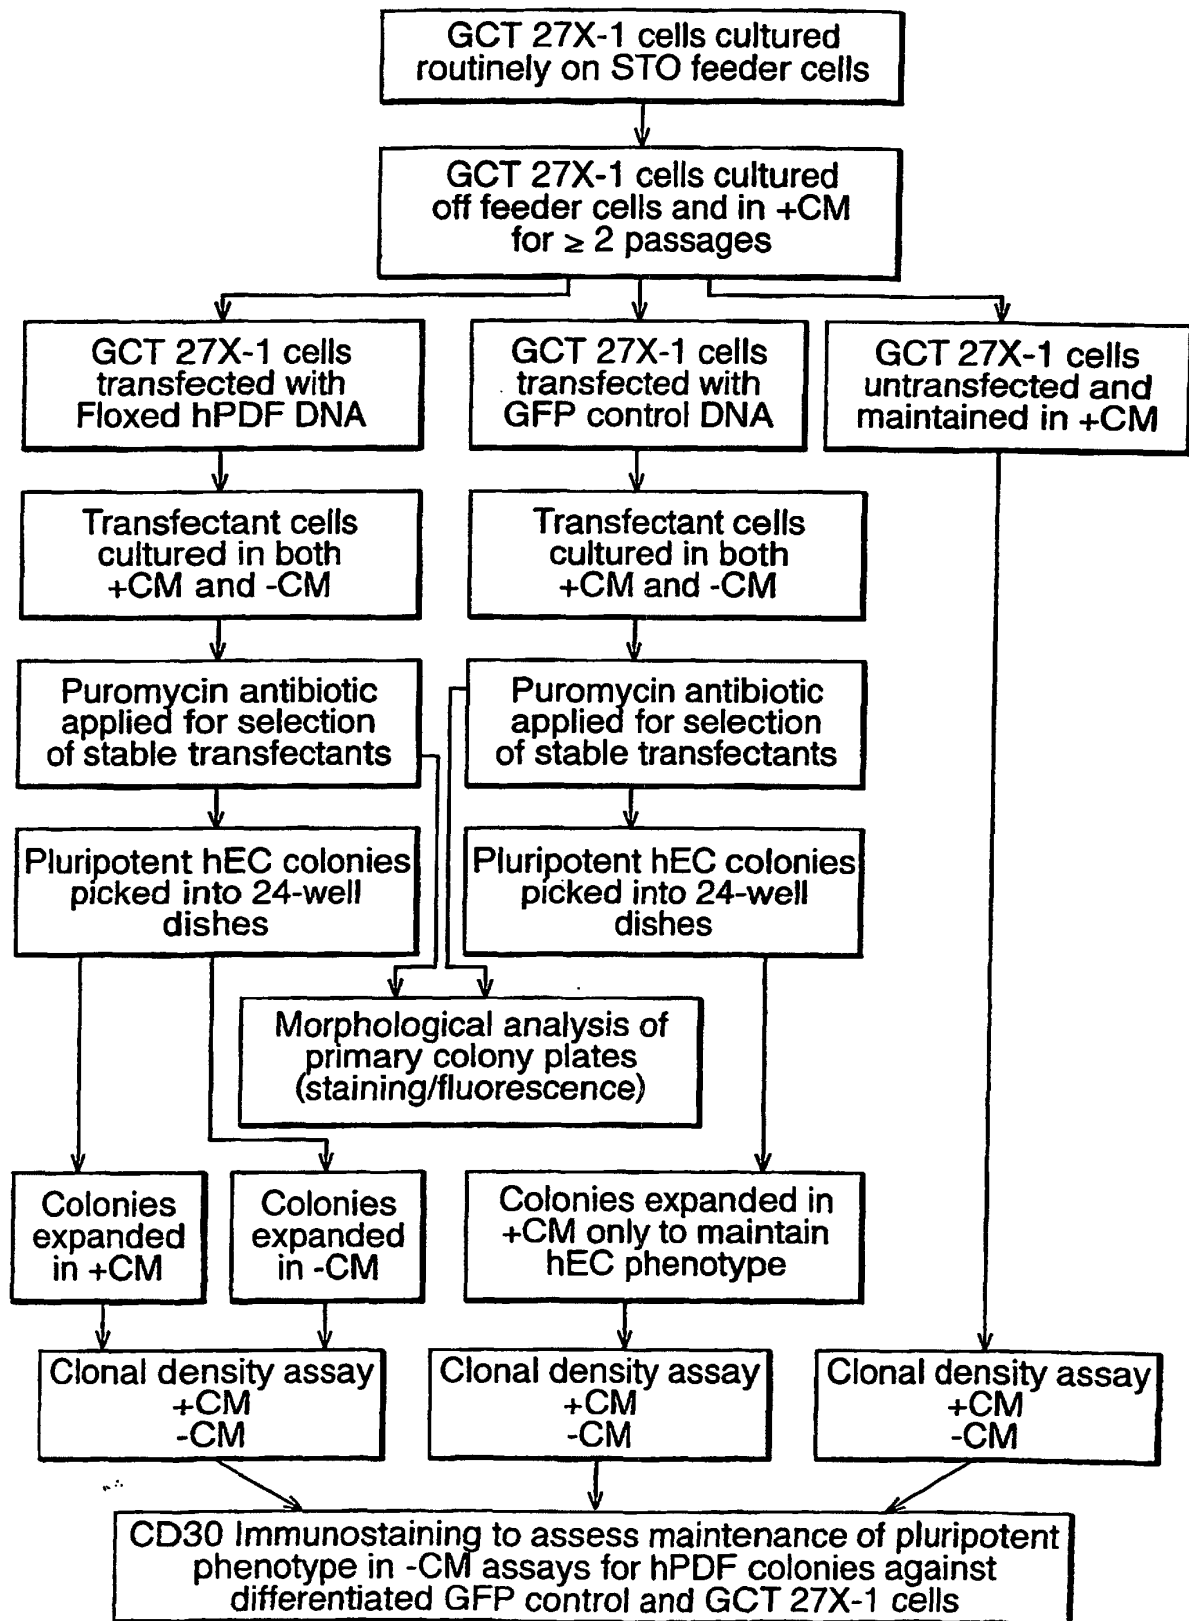 GCT 27X-1 cells cultured
routinely on STO feeder cells
GCT 27X-1 cells cultured
off feeder cells and in +CM
for ≥ 2 passages
GCT 27X-1 cells
transfected with
Floxed hPDF DNA
GCT 27X-1 cells
transfected with
GFP control DNA
GCT 27X-1 cells
untransfected and
maintained in +CM
Transfectant cells
cultured in both
+CM and -CM
Transfectant cells
cultured in both
+CM and -CM
Puromycin antibiotic
applied for selection
of stable transfectants
Puromycin antibiotic
applied for selection
of stable transfectants
Pluripotent hEC colonies
picked into 24-well
dishes
Pluripotent hEC colonies
picked into 24-well
dishes
Morphological analysis of
primary colony plates
(staining/fluorescence)
Colonies
expanded
in +CM
Colonies
expanded
in -CM
Colonies expanded in
+CM only to maintain
hEC phenotype
Clonal density assay
+CM
-CM
Clonal density assay
+CM
-CM
Clonal density assay
+CM
-CM
CD30 Immunostaining to assess maintenance of pluripotent
phenotype in -CM assays for hPDF colonies against
differentiated GFP control and GCT 27X-1 cells